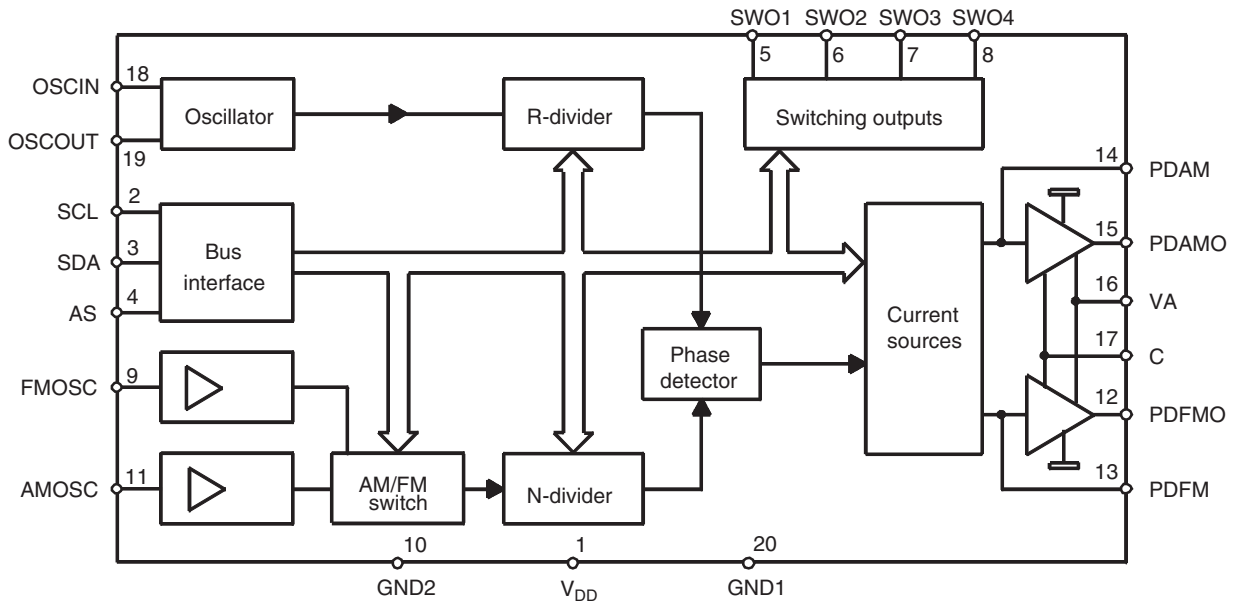 SWO1 SWO2 SWO3 SWO4
5 6 7 8
OSCIN 18
OSCOUT 19
Oscillator
R-divider
Switching outputs
SCL 2
SDA 3
AS 4
Bus
interface
FMOSC 9
AMOSC 11
AM/FM
switch
N-divider
Phase
detector
Current
sources
14 PDAM
15 PDAMO
16 VA
17 C
12 PDFMO
13 PDFM
10 1 20
GND2 VDD GND1